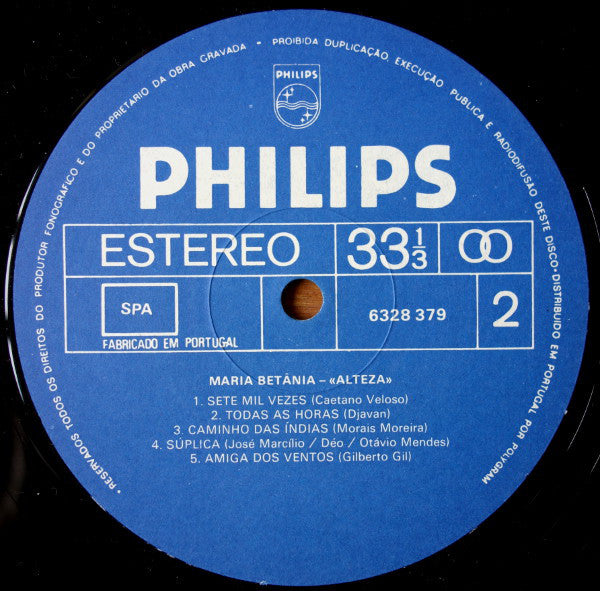 • RESERVADOS TODOS OS DIREITOS DO PRODUTOR FONOGRÁFICO E DO PROPRIETÁRIO DA OBRA GRAVADA • PROIBIDA DUPLICAÇÃO, EXECUÇÃO PÚBLICA E RADIODIFUSÃO DESTE DISCO • DISTRIBUÍDO EM PORTUGAL POR POLYGRAM
PHILIPS
PHILIPS
ESTEREO 33 1/3
SPA 6328 379 2
FABRICADO EM PORTUGAL
MARIA BETÂNIA – «ALTEZA»
1. SETE MIL VEZES (Caetano Veloso)
2. TODAS AS HORAS (Djavan)
3. CAMINHO DAS ÍNDIAS (Morais Moreira)
4. SÚPLICA (José Marcílio / Déo / Otávio Mendes)
5. AMIGA DOS VENTOS (Gilberto Gil)